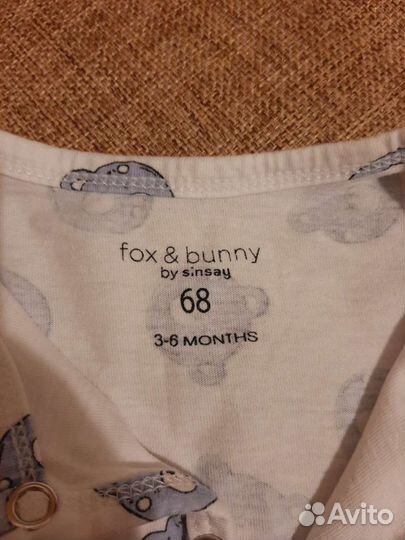 fox & bunny
by sinsay
68
3-6 MONTHS
Avito